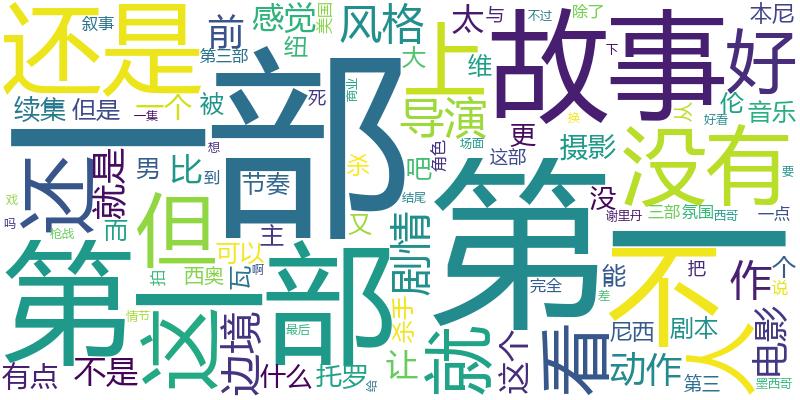 还是
叙事
前
感觉
纽
美国
风格
太
与
不过
除了
本尼
第三部
上
大
维
故事
下
好
续集
但是
一个
被
一集
一部
死
商业
导演
伦
音乐
好看
从
更
还
就是
男
比
到
想
节奏
杀
吧
角色
场面
这部
摄影
没有
要
没
戏
吗
枪战
而
但
主
又
结尾
剧情
第一
谢里丹
三部
氛围
西哥
一点
第二部
这
拍
西奥
可以
瓦
啊
不
作
个
把
能
完全
差
说
人
情节
最后
杀手
边境
让
就
这个
看
尼西
剧本
电影
换
有点
不是
什么
托罗
给
动作
第三
墨西哥